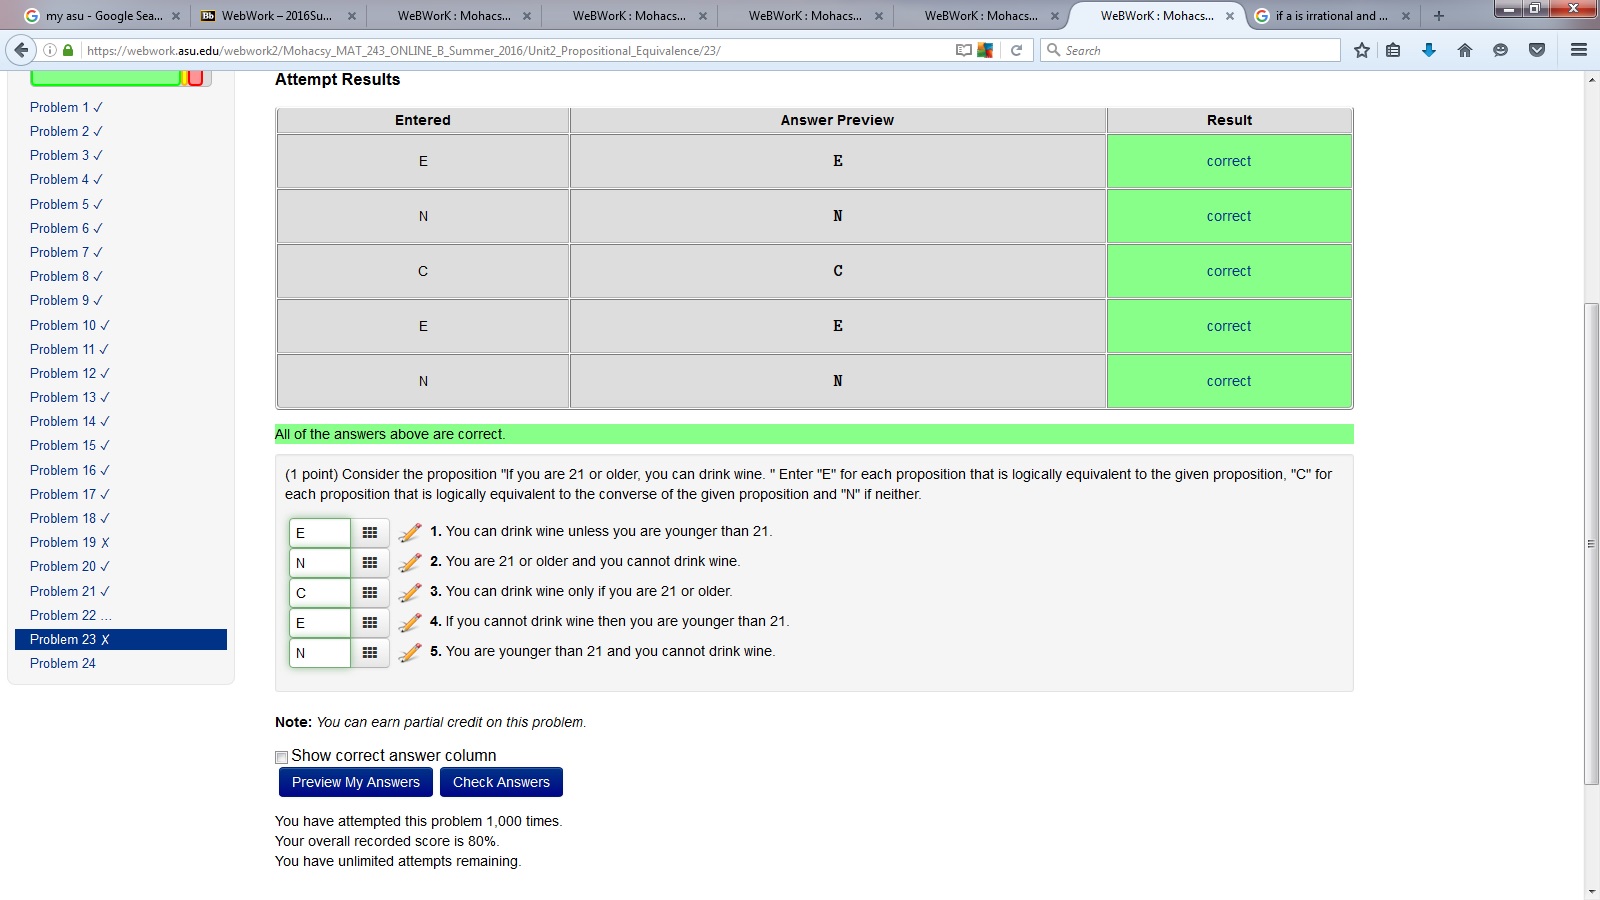 my asu - Google Sea...
WebWork – 2016Su...
WeBWorK : Mohacs...
WeBWorK : Mohacs...
WeBWorK : Mohacs...
WeBWorK : Mohacs...
WeBWorK : Mohacs...
if a is irrational and ...
https://webwork.asu.edu/webwork2/Mohacsy_MAT_243_ONLINE_B_Summer_2016/Unit2_Propositional_Equivalence/23/
Search
Problem 1 ✓
Problem 2 ✓
Problem 3 ✓
Problem 4 ✓
Problem 5 ✓
Problem 6 ✓
Problem 7 ✓
Problem 8 ✓
Problem 9 ✓
Problem 10 ✓
Problem 11 ✓
Problem 12 ✓
Problem 13 ✓
Problem 14 ✓
Problem 15 ✓
Problem 16 ✓
Problem 17 ✓
Problem 18 ✓
Problem 19 ✗
Problem 20 ✓
Problem 21 ✓
Problem 22 ...
Problem 23 ✗
Problem 24
Attempt Results
Entered Answer Preview Result
E E correct
N N correct
C C correct
E E correct
N N correct
All of the answers above are correct.
(1 point) Consider the proposition "If you are 21 or older, you can drink wine. " Enter "E" for each proposition that is logically equivalent to the given proposition, "C" for
each proposition that is logically equivalent to the converse of the given proposition and "N" if neither.
E 1. You can drink wine unless you are younger than 21.
N 2. You are 21 or older and you cannot drink wine.
C 3. You can drink wine only if you are 21 or older.
E 4. If you cannot drink wine then you are younger than 21.
N 5. You are younger than 21 and you cannot drink wine.
Note: You can earn partial credit on this problem.
Show correct answer column
Preview My Answers Check Answers
You have attempted this problem 1,000 times.
Your overall recorded score is 80%.
You have unlimited attempts remaining.